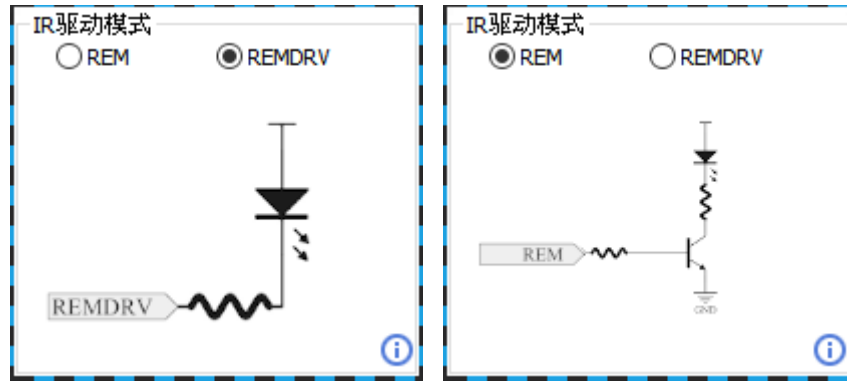 IR驱动模式
REM REMDRV
REMDRV
IR驱动模式
REM REMDRV
REM
GND